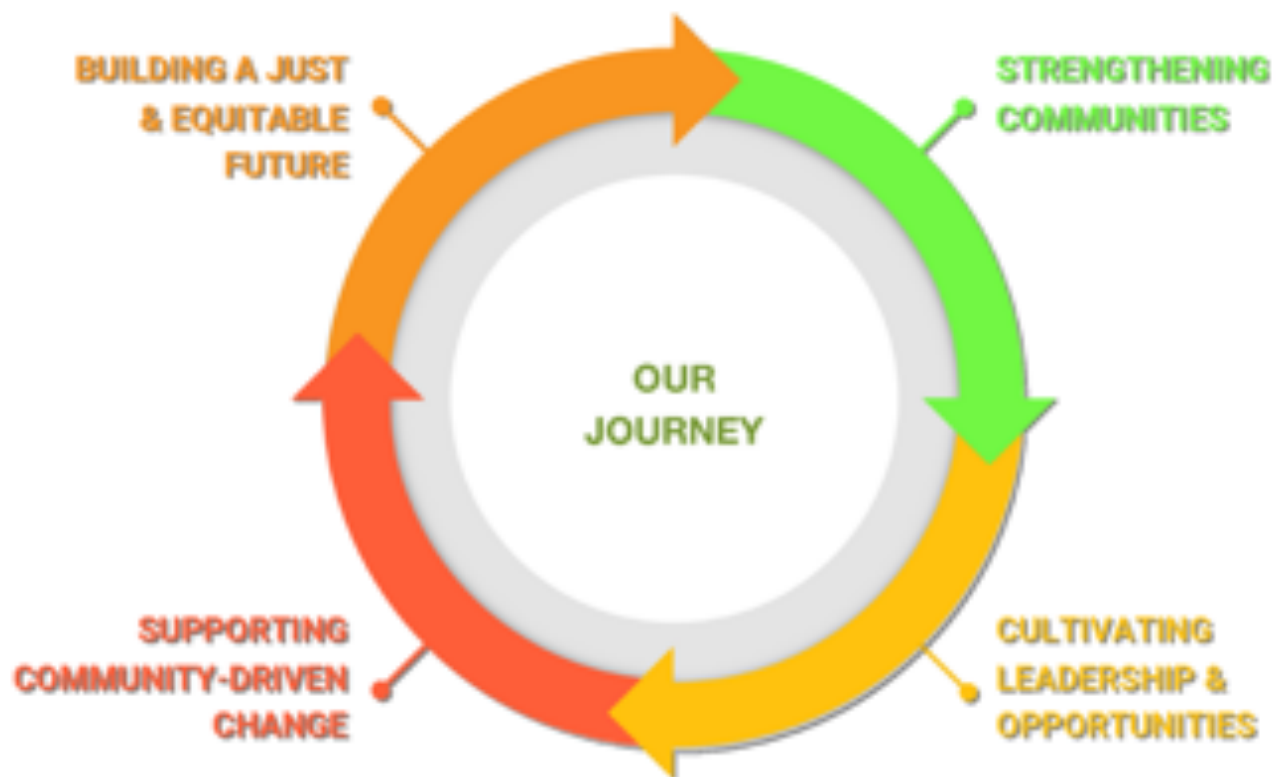 BUILDING A JUST
& EQUITABLE
FUTURE
STRENGTHENING
COMMUNITIES
OUR
JOURNEY
SUPPORTING
COMMUNITY-DRIVEN
CHANGE
CULTIVATING
LEADERSHIP &
OPPORTUNITIES